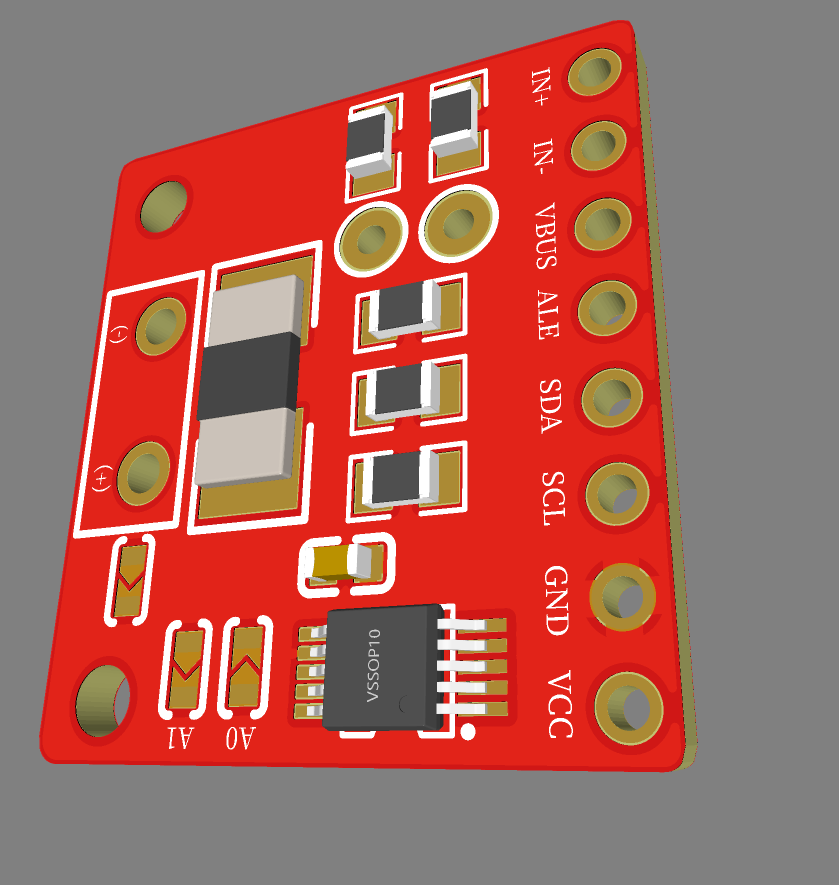 IN+
IN-
VBUS
ALE
SDA
SCL
GND
VCC
(-)
(+)
VSSOP10
A1
A0